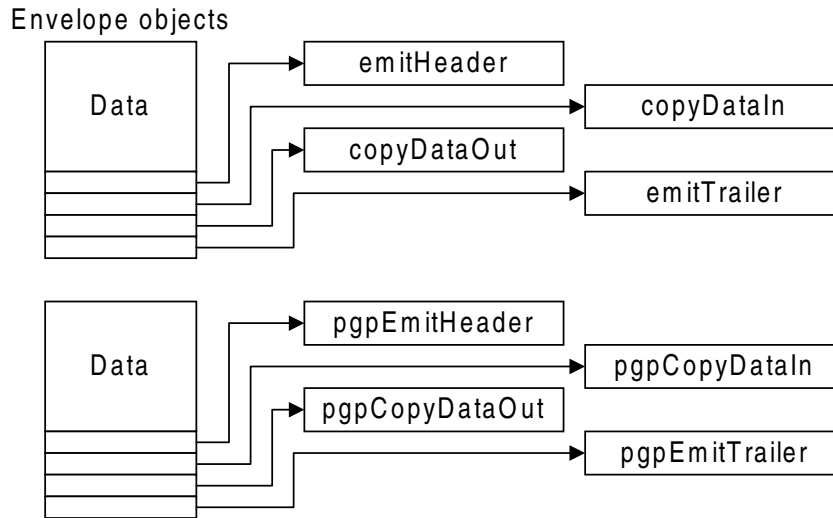 Envelope objects
emitHeader
Data
copyDataIn
copyDataOut
emitTrailer
pgpEmitHeader
Data
pgpCopyDataIn
pgpCopyDataOut
pgpEmitTrailer